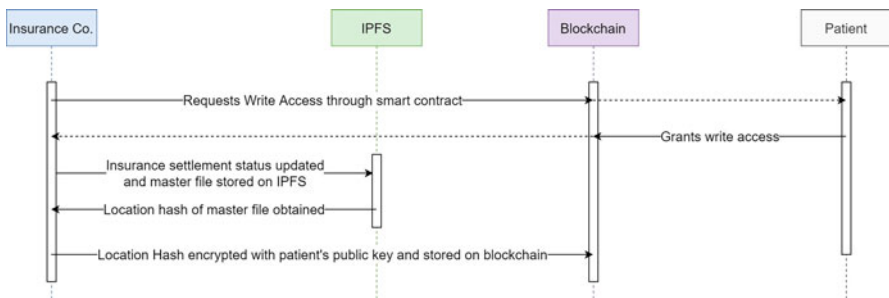 Insurance Co.
IPFS
Blockchain
Patient
Requests Write Access through smart contract
Grants write access
Insurance settlement status updated
and master file stored on IPFS
Location hash of master file obtained
Location Hash encrypted with patient's public key and stored on blockchain